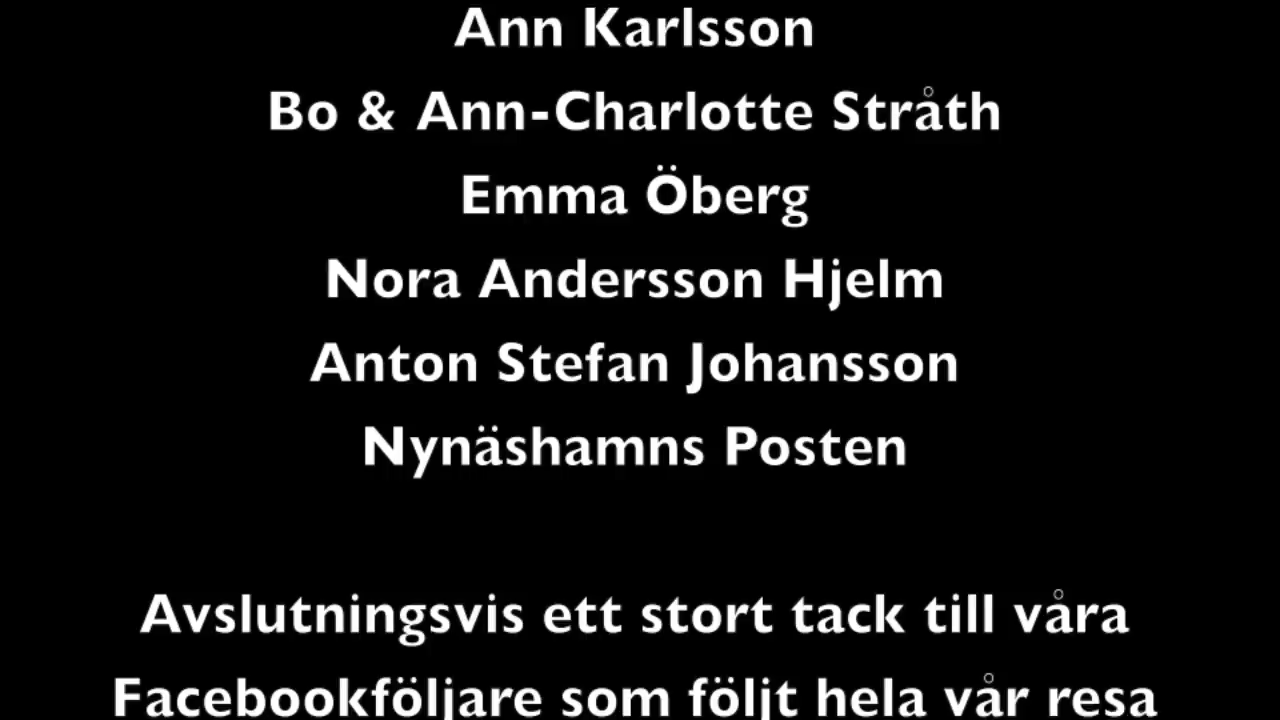 Ann Karlsson
Bo & Ann-Charlotte Stråth
Emma Öberg
Nora Andersson Hjelm
Anton Stefan Johansson
Nynäshamns Posten
Avslutningsvis ett stort tack till våra
Facebookföljare som följt hela vår resa